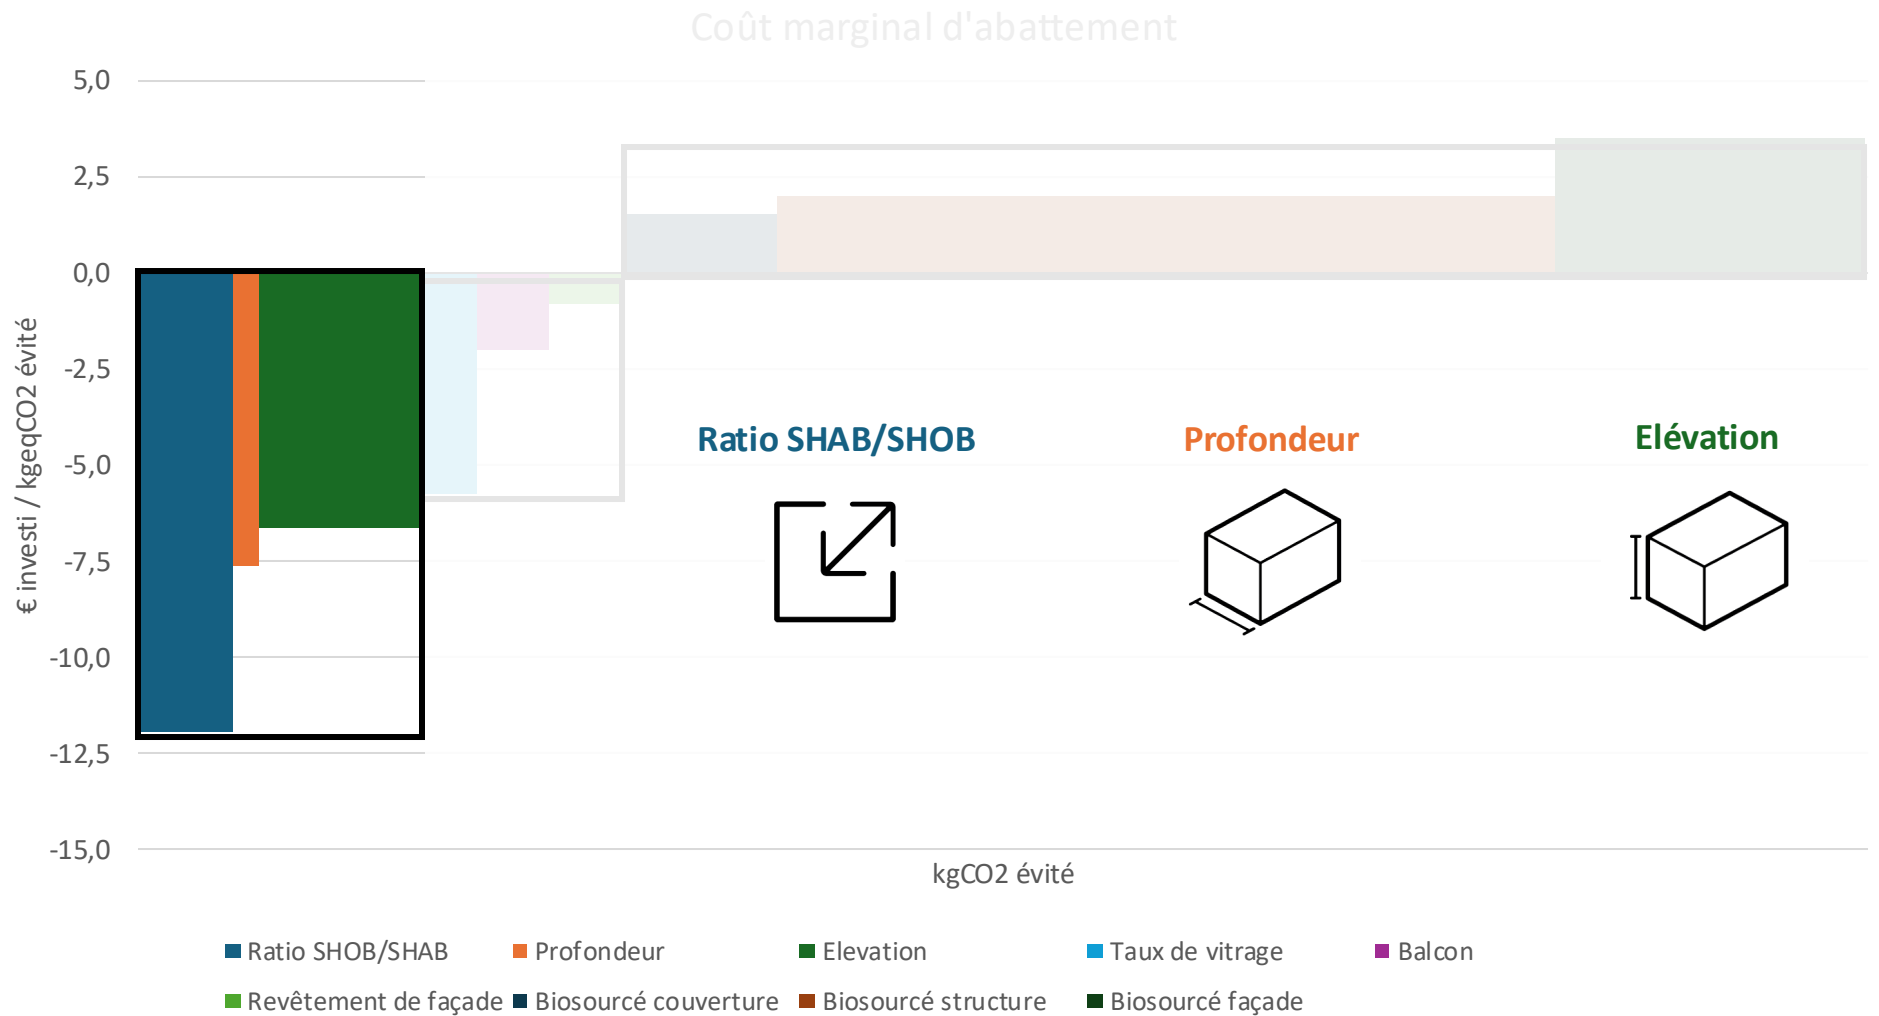 Coût marginal d'abattement
5,0
2,5
0,0
-2,5
-5,0
-7,5
-10,0
-12,5
-15,0
€ investi / kgeqCO2 évité
Ratio SHAB/SHOB
Profondeur
Elévation
kgCO2 évité
Ratio SHOB/SHAB
Profondeur
Elevation
Taux de vitrage
Balcon
Revêtement de façade
Biosourcé couverture
Biosourcé structure
Biosourcé façade